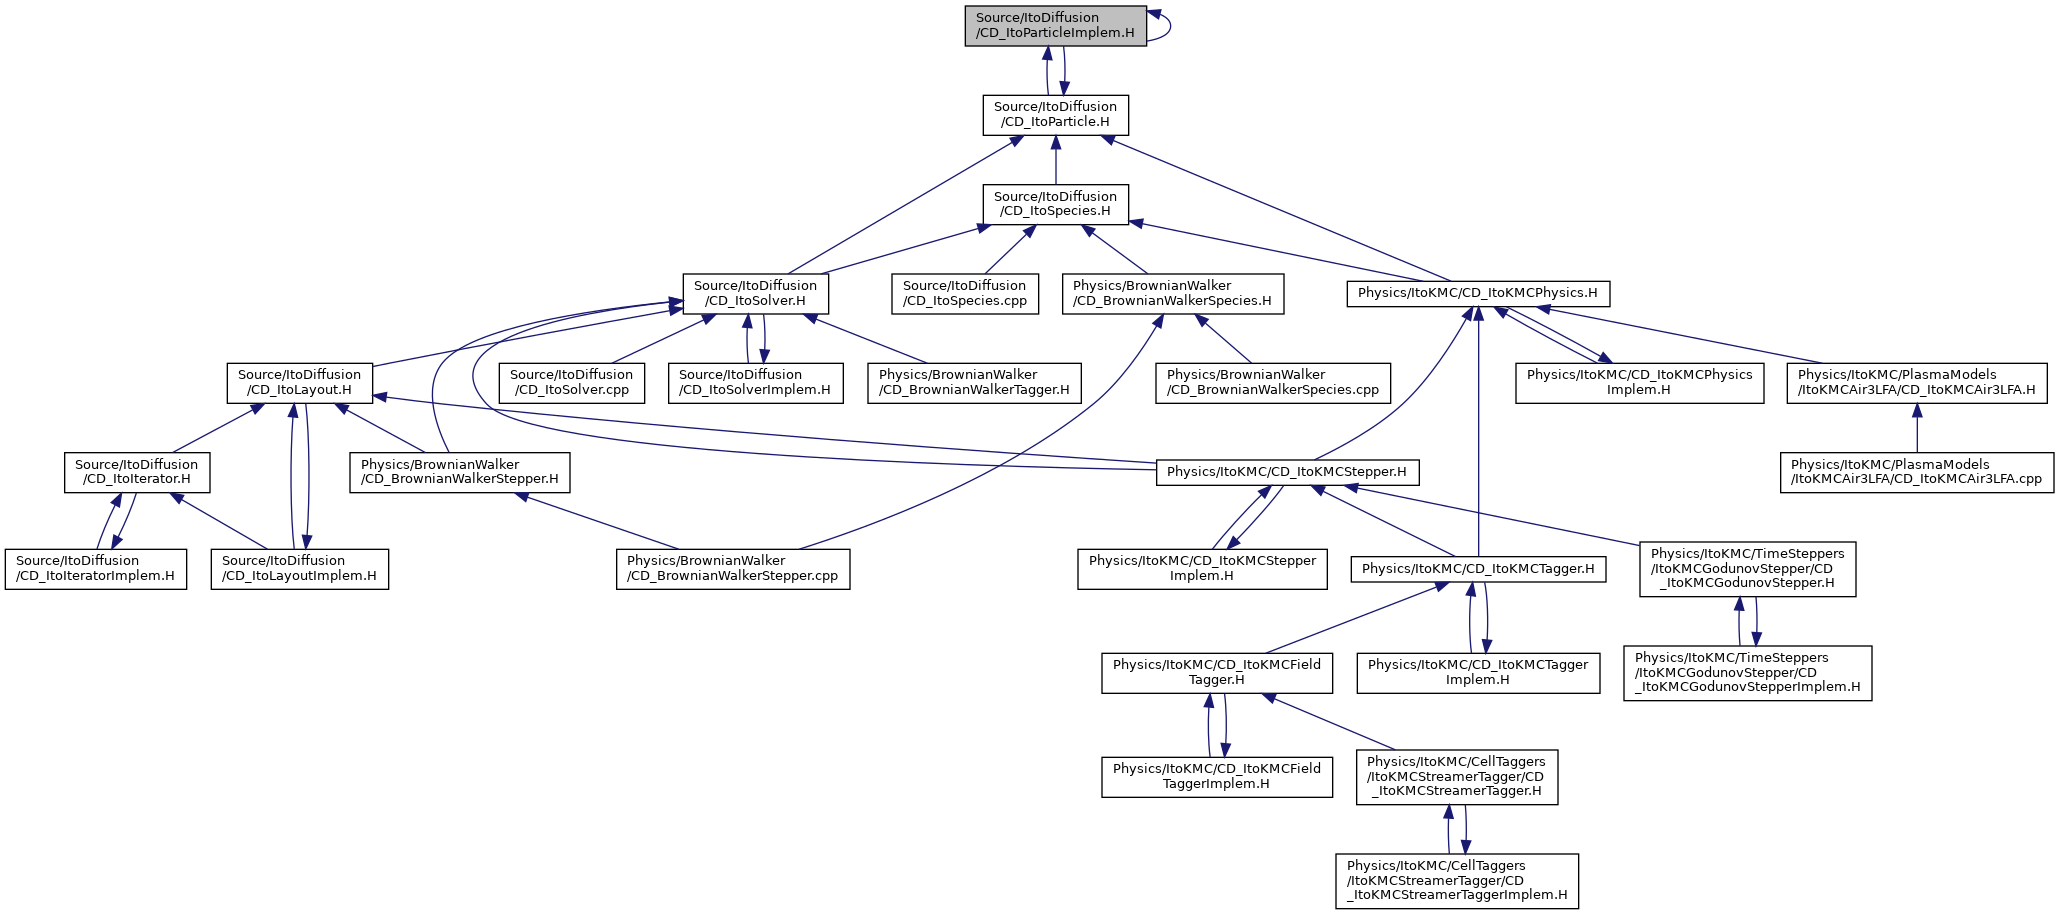 Source/ItoDiffusion
/CD_ItoParticleImplem.H
Source/ItoDiffusion
/CD_ItoParticle.H
Source/ItoDiffusion
/CD_ItoSpecies.H
Source/ItoDiffusion
/CD_ItoSolver.H
Source/ItoDiffusion
/CD_ItoSpecies.cpp
Physics/BrownianWalker
/CD_BrownianWalkerSpecies.H
Physics/ItoKMC/CD_ItoKMCPhysics.H
Source/ItoDiffusion
/CD_ItoLayout.H
Source/ItoDiffusion
/CD_ItoSolver.cpp
Source/ItoDiffusion
/CD_ItoSolverImplem.H
Physics/BrownianWalker
/CD_BrownianWalkerTagger.H
Physics/BrownianWalker
/CD_BrownianWalkerSpecies.cpp
Physics/ItoKMC/CD_ItoKMCPhysics
Implem.H
Physics/ItoKMC/PlasmaModels
/ItoKMCAir3LFA/CD_ItoKMCAir3LFA.H
Source/ItoDiffusion
/CD_ItoIterator.H
Physics/BrownianWalker
/CD_BrownianWalkerStepper.H
Physics/ItoKMC/CD_ItoKMCStepper.H
Physics/ItoKMC/PlasmaModels
/ItoKMCAir3LFA/CD_ItoKMCAir3LFA.cpp
Source/ItoDiffusion
/CD_ItoIteratorImplem.H
Source/ItoDiffusion
/CD_ItoLayoutImplem.H
Physics/BrownianWalker
/CD_BrownianWalkerStepper.cpp
Physics/ItoKMC/CD_ItoKMCStepper
Implem.H
Physics/ItoKMC/CD_ItoKMCTagger.H
Physics/ItoKMC/TimeSteppers
/ItoKMCGodunovStepper/CD
_ItoKMCGodunovStepper.H
Physics/ItoKMC/CD_ItoKMCField
Tagger.H
Physics/ItoKMC/CD_ItoKMCTagger
Implem.H
Physics/ItoKMC/TimeSteppers
/ItoKMCGodunovStepper/CD
_ItoKMCGodunovStepperImplem.H
Physics/ItoKMC/CD_ItoKMCField
TaggerImplem.H
Physics/ItoKMC/CellTaggers
/ItoKMCStreamerTagger/CD
_ItoKMCStreamerTagger.H
Physics/ItoKMC/CellTaggers
/ItoKMCStreamerTagger/CD
_ItoKMCStreamerTaggerImplem.H